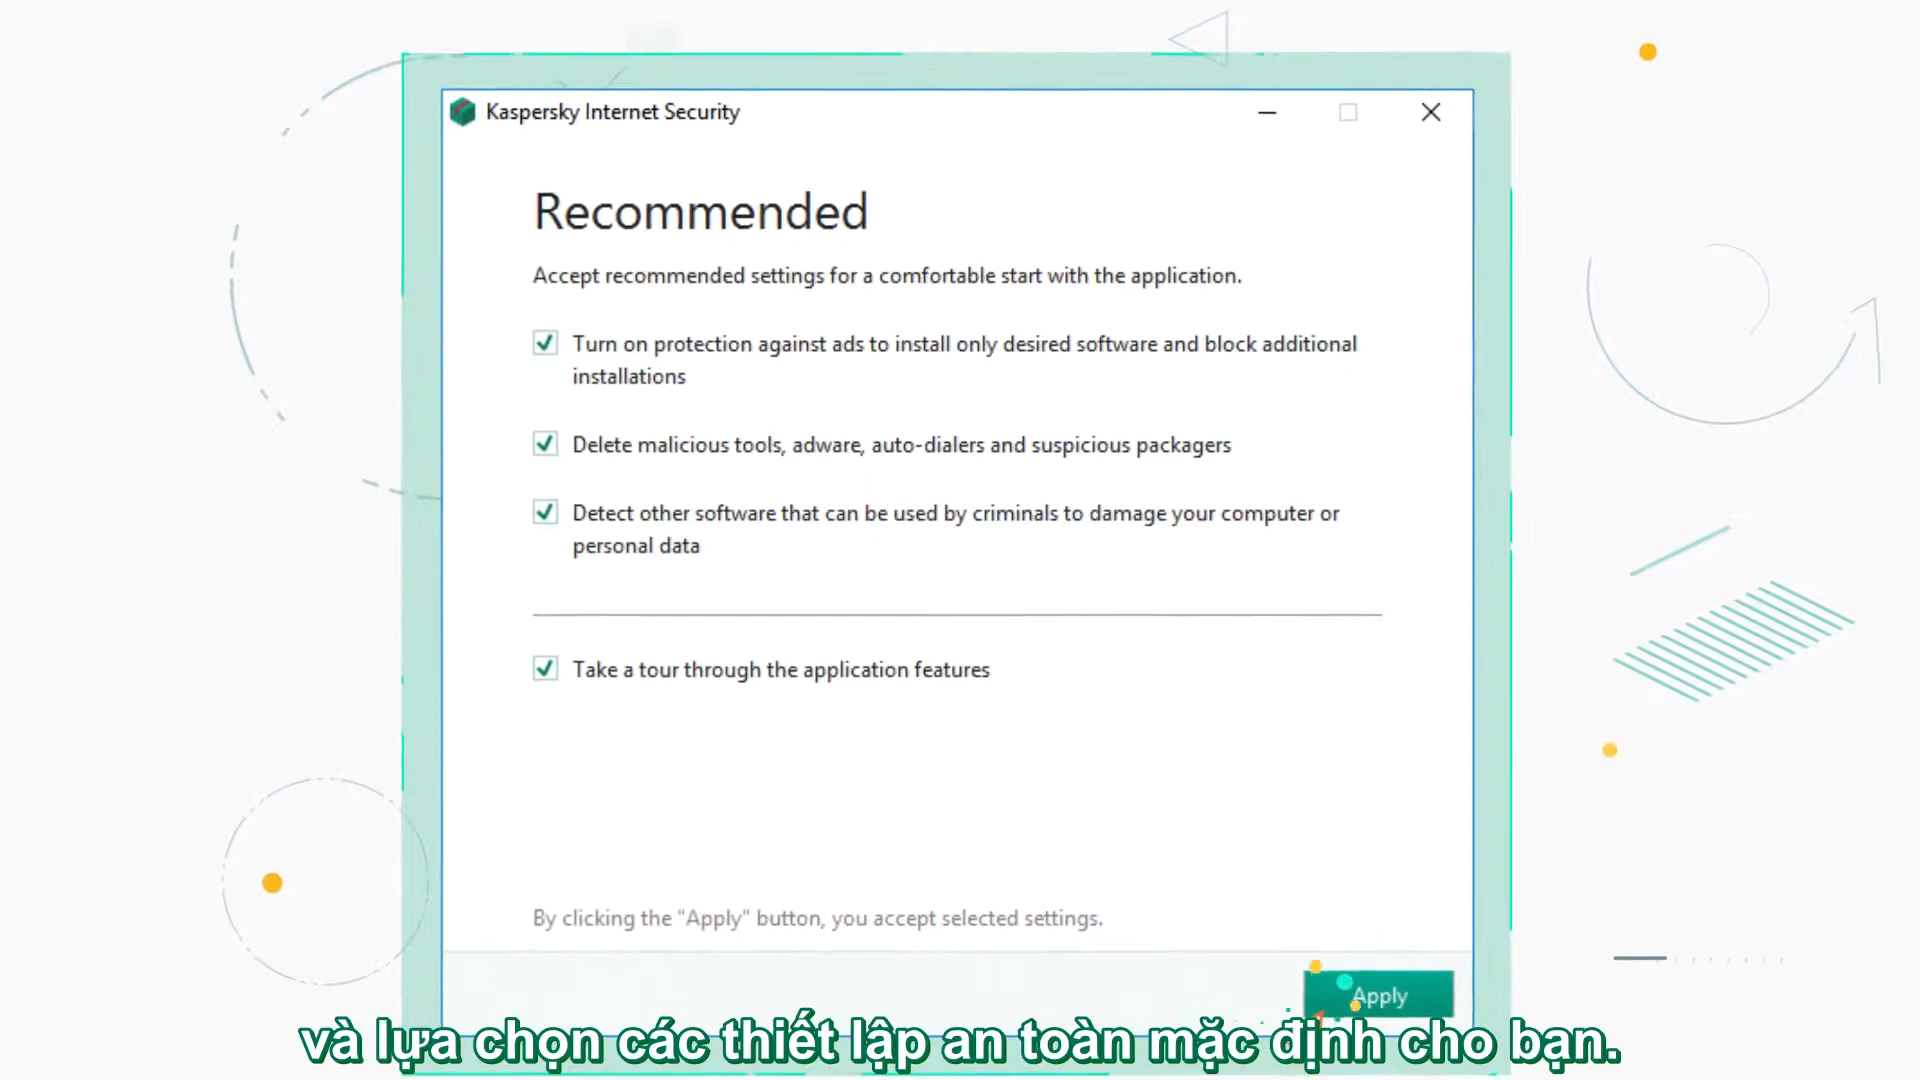 Kaspersky Internet Security
Recommended
Accept recommended settings for a comfortable start with the application.
Turn on protection against ads to install only desired software and block additional
installations
Delete malicious tools, adware, auto-dialers and suspicious packagers
Detect other software that can be used by criminals to damage your computer or
personal data
Take a tour through the application features
By clicking the "Apply" button, you accept selected settings.
Apply
và lựa chọn các thiết lập an toàn mặc định cho bạn.